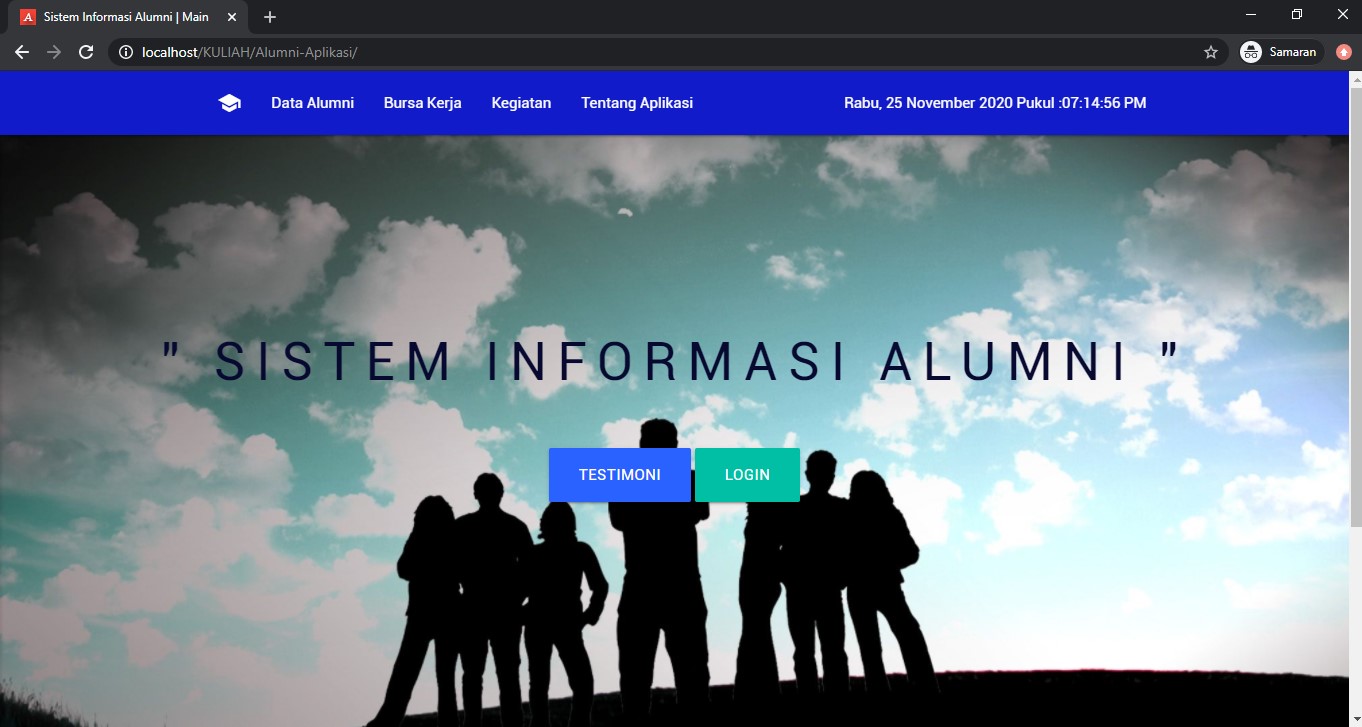 Sistem Informasi Alumni | Main
localhost/KULIAH/Alumni-Aplikasi/
Samaran
Data Alumni Bursa Kerja Kegiatan Tentang Aplikasi Rabu, 25 November 2020 Pukul :07:14:56 PM
" SISTEM INFORMASI ALUMNI "
TESTIMONI LOGIN